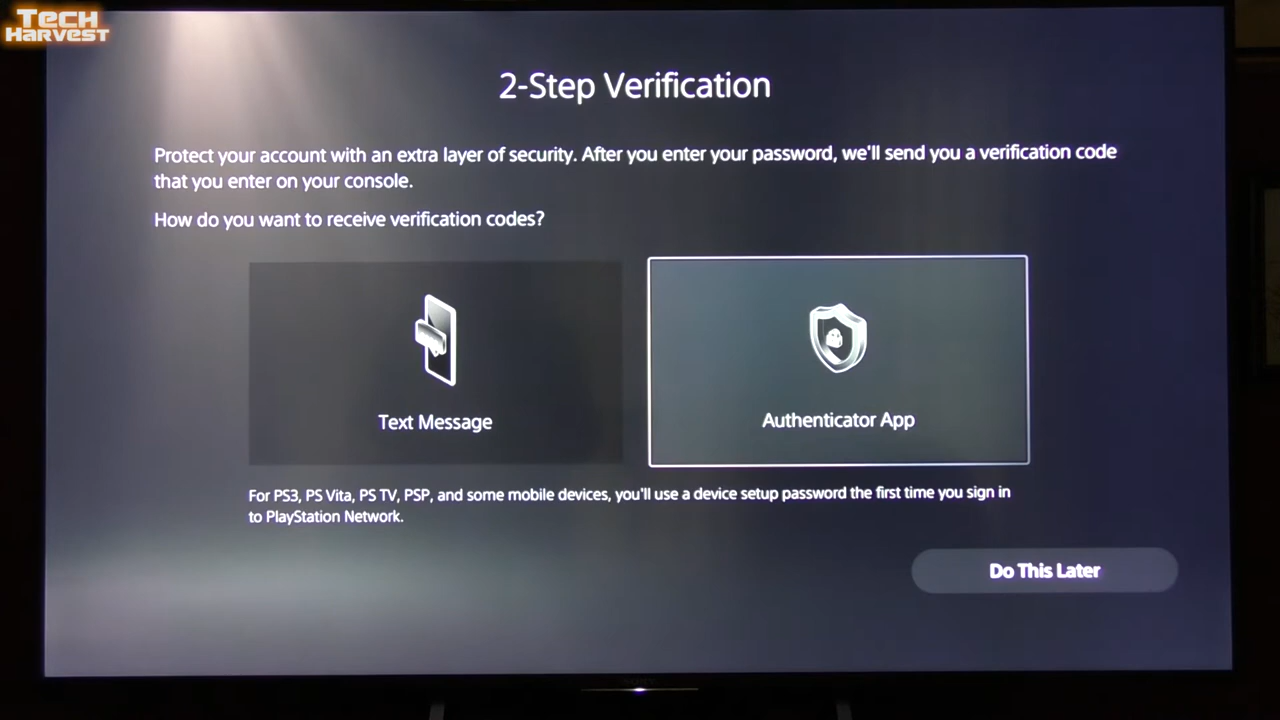 Tech
Harvest
2-Step Verification
Protect your account with an extra layer of security. After you enter your password, we'll send you a verification code
that you enter on your console.
How do you want to receive verification codes?
Text Message
Authenticator App
For PS3, PS Vita, PS TV, PSP, and some mobile devices, you'll use a device setup password the first time you sign in
to PlayStation Network.
Do This Later